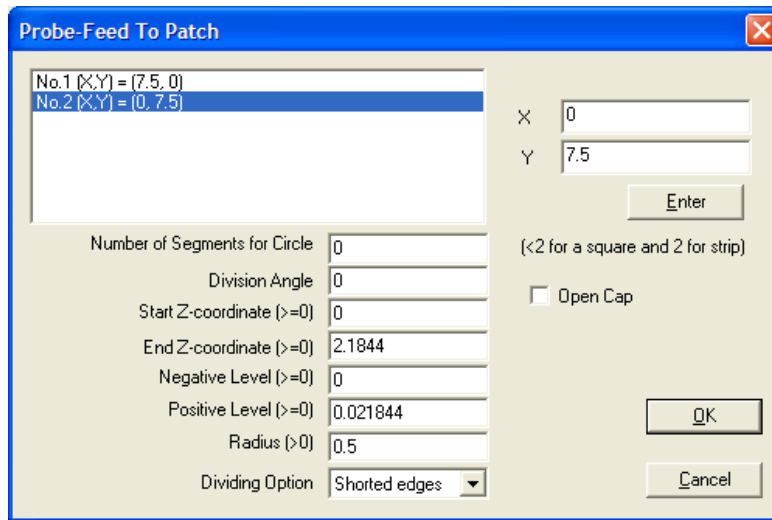 Probe-Feed To Patch
No.1 (X,Y) = (7.5, 0)
No.2 (X,Y) = (0, 7.5)
X 0
Y 7.5
Enter
Number of Segments for Circle 0 (<2 for a square and 2 for strip)
Division Angle 0
Open Cap
Start Z-coordinate (>=0) 0
End Z-coordinate (>=0) 2.1844
Negative Level (>=0) 0
Positive Level (>=0) 0.021844
OK
Radius (>0) 0.5
Dividing Option Shorted edges
Cancel